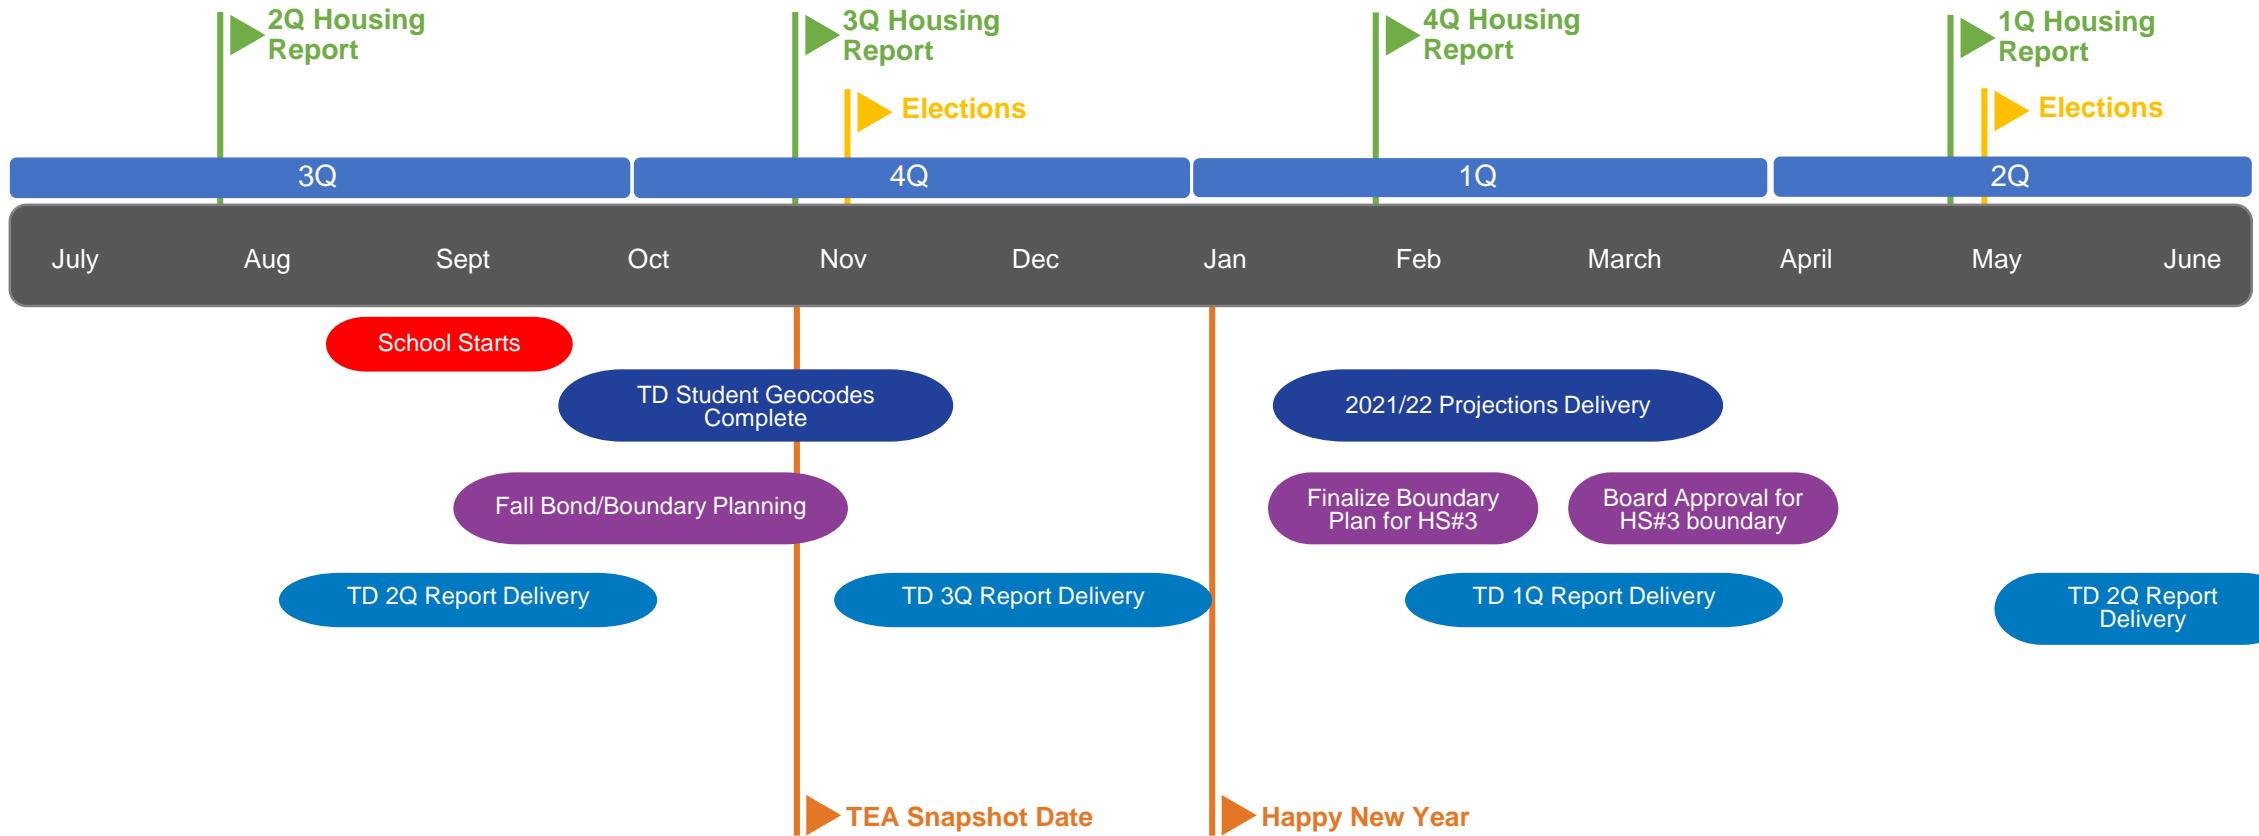 2Q Housing
Report
3Q Housing
Report
4Q Housing
Report
1Q Housing
Report
Elections
Elections
3Q
4Q
1Q
2Q
July
Aug
Sept
Oct
Nov
Dec
Jan
Feb
March
April
May
June
School Starts
TD Student Geocodes
Complete
2021/22 Projections Delivery
Fall Bond/Boundary Planning
Finalize Boundary
Plan for HS#3
Board Approval for
HS#3 boundary
TD 2Q Report Delivery
TD 3Q Report Delivery
TD 1Q Report Delivery
TD 2Q Report
Delivery
TEA Snapshot Date
Happy New Year